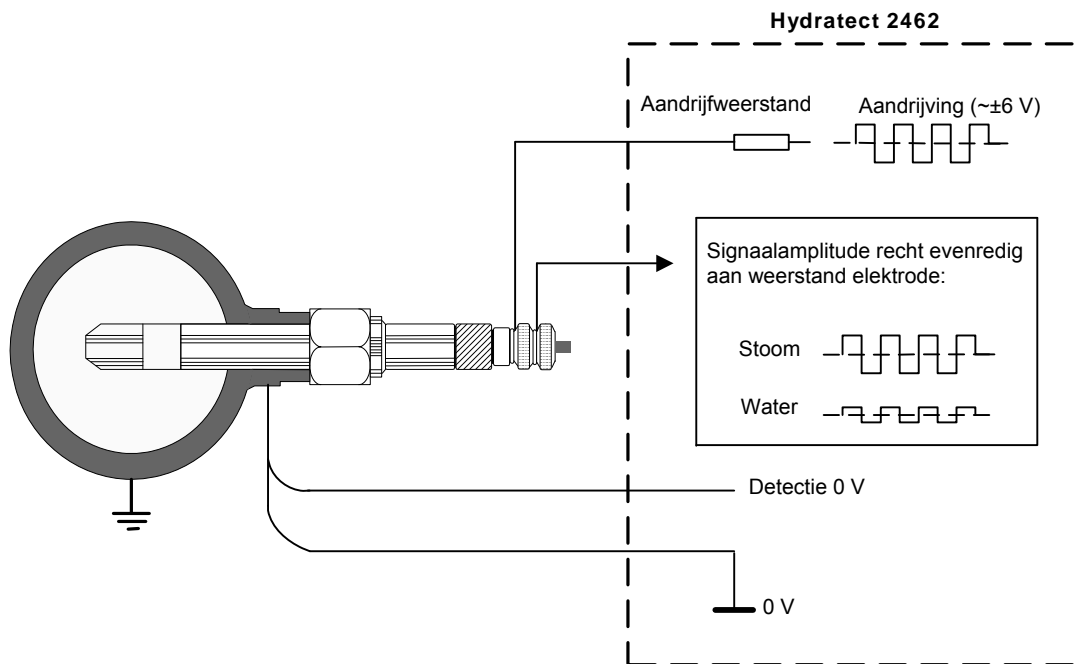 Hydratect 2462
Aandrijfweerstand
Aandrijving (~±6 V)
Signaalamplitude recht evenredig
aan weerstand elektrode:
Stoom
Water
Detectie 0 V
0 V